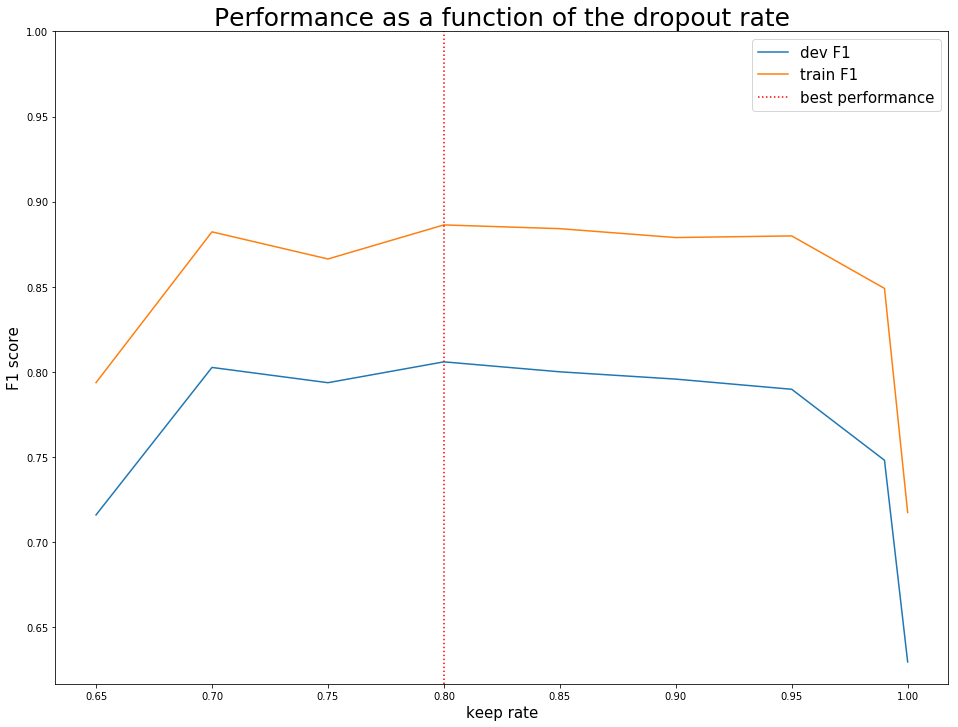 Performance as a function of the dropout rate
dev F1
train F1
best performance
1.00
0.95
0.90
0.85
0.80
0.75
0.70
0.65
F1 score
0.65 0.70 0.75 0.80 0.85 0.90 0.95 1.00
keep rate